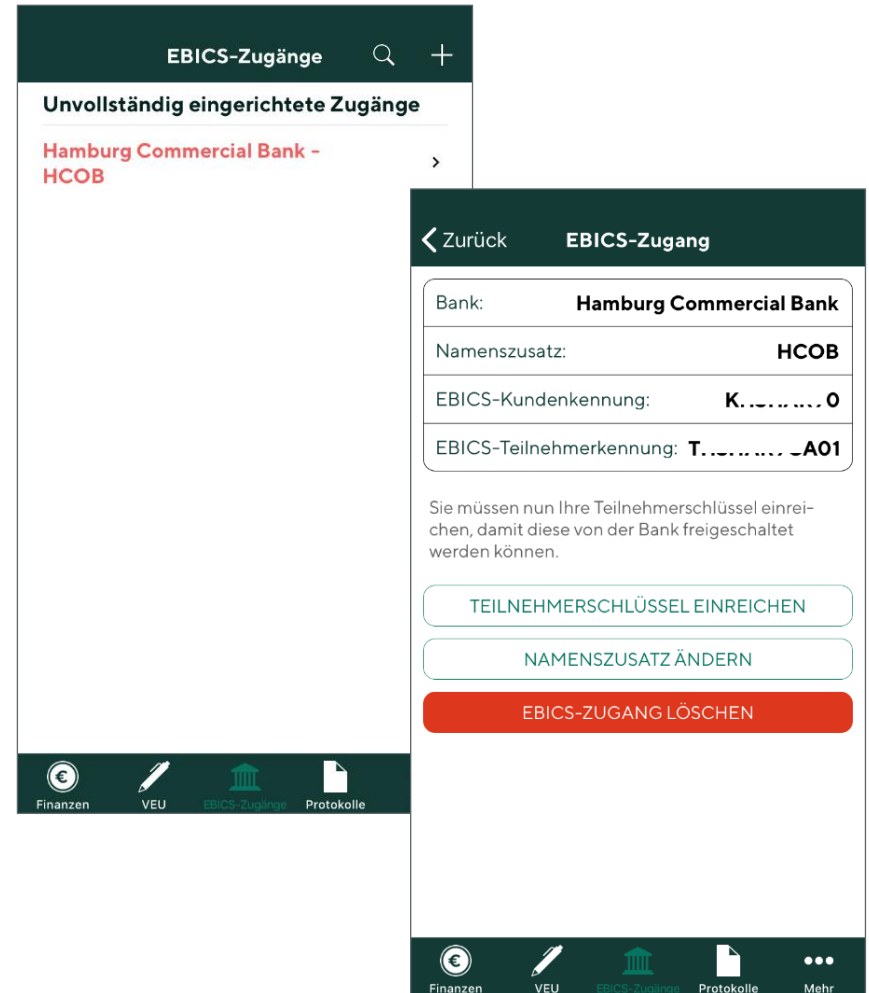 EBICS-Zugänge
Unvollständig eingerichtete Zugänge
Hamburg Commercial Bank -
HCOB
Finanzen
VEU
EBICS-Zugänge
Protokolle
Zurück
EBICS-Zugang
Bank: Hamburg Commercial Bank
Namenszusatz: HCOB
EBICS-Kundenkennung:
EBICS-Teilnehmerkennung:
Sie müssen nun Ihre Teilnehmerschlüssel einrei-
chen, damit diese von der Bank freigeschaltet
werden können.
TEILNEHMERSCHLÜSSEL EINREICHEN
NAMENSZUSATZ ÄNDERN
EBICS-ZUGANG LÖSCHEN
Finanzen
VEU
EBICS-Zugänge
Protokolle
Mehr